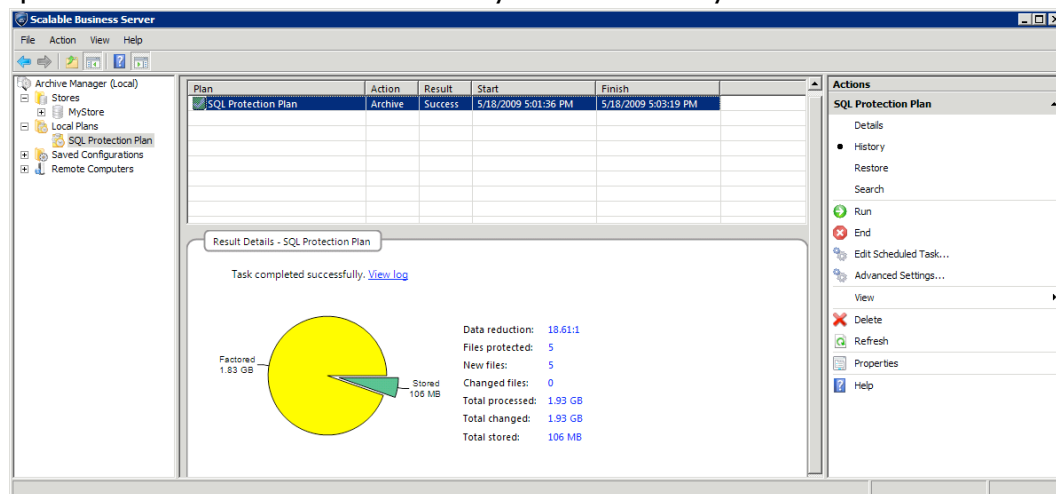 Scalable Business Server
File Action View Help
Archive Manager (Local)
Stores
MyStore
Local Plans
SQL Protection Plan
Saved Configurations
Remote Computers
Plan Action Result Start Finish
SQL Protection Plan Archive Success 5/18/2009 5:01:36 PM 5/18/2009 5:03:19 PM
Result Details - SQL Protection Plan
Task completed successfully. View log
Factored
1.83 GB
Stored
106 MB
Data reduction: 18.61:1
Files protected: 5
New files: 5
Changed files: 0
Total processed: 1.93 GB
Total changed: 1.93 GB
Total stored: 106 MB
Actions
SQL Protection Plan
Details
History
Restore
Search
Run
End
Edit Scheduled Task...
Advanced Settings...
View
Delete
Refresh
Properties
Help